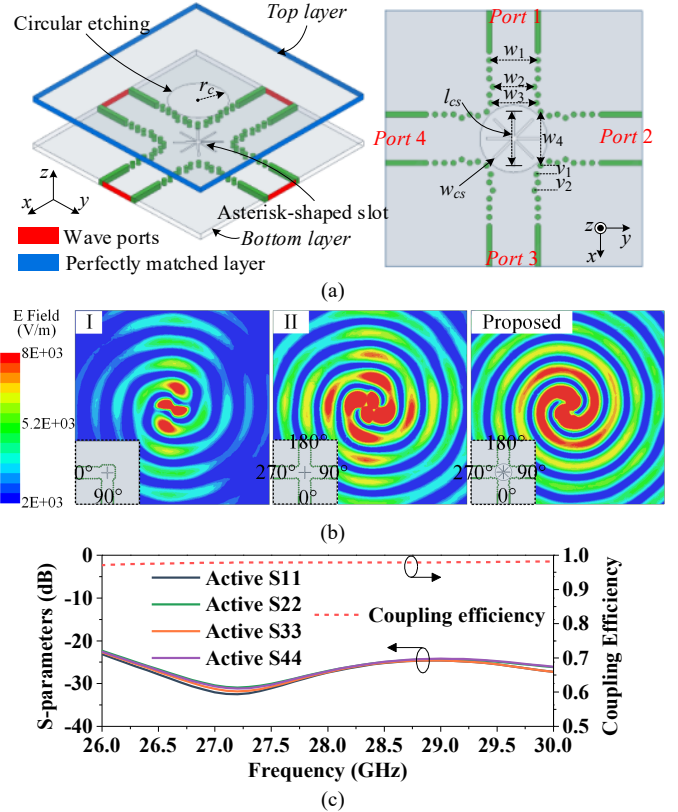 Top layer
Circular etching
r_c
z
x
y
Asterisk-shaped slot
Bottom layer
Wave ports
Perfectly matched layer
Port 1
w_1
w_2
w_3
l_cs
w_4
Port 4
Port 2
w_cs
v_1
v_2
z
y
x
Port 3
(a)
E Field
(V/m)
8E+03
5.2E+03
2E+03
I
0°
90°
II
180°
270° 90°
0°
Proposed
180°
270° 90°
0°
(b)
S-parameters (dB)
0
-10
-20
-30
-40
Active S11
Active S22
Active S33
Active S44
Coupling efficiency
1.0
0.9
0.8
0.7
0.6
0.5
Coupling Efficiency
26.0 26.5 27.0 27.5 28.0 28.5 29.0 29.5 30.0
Frequency (GHz)
(c)